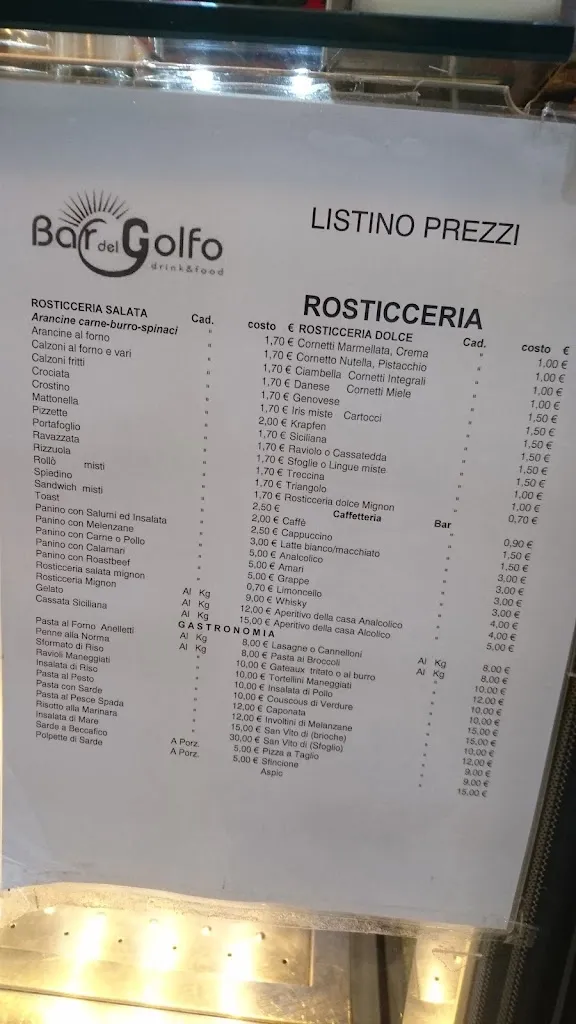 Bar del Golfo
drink&food
LISTINO PREZZI
ROSTICCERIA
ROSTICCERIA SALATA Cad. costo € ROSTICCERIA DOLCE Cad. costo €
Arancine carne-burro-spinaci " 1,70 € Cornetti Marmellata, Crema " 1,00 €
Arancine al forno " 1,70 € Cornetto Nutella, Pistacchio " 1,00 €
Calzoni al forno e vari " 1,70 € Ciambella Cornetti Integrali " 1,00 €
Calzoni fritti " 1,70 € Danese Cornetti Miele " 1,00 €
Crociata " 1,70 € Genovese " 1,50 €
Crostino " 1,70 € Iris miste Cartocci " 1,50 €
Mattonella " 2,00 € Krapfen " 1,50 €
Pizzette " 1,70 € Siciliana " 1,50 €
Portafoglio " 1,70 € Raviolo o Cassatedda " 1,50 €
Ravazzata " 1,70 € Sfoglie o Lingue miste " 1,50 €
Rizzuola " 1,70 € Treccina " 1,00 €
Rollò misti " 1,70 € Triangolo " 1,00 €
Spiedino " 1,70 € Rosticceria dolce Mignon " 0,70 €
Sandwich misti " 2,50 € Caffetteria Bar
Toast " 2,00 € Caffè " 0,90 €
Panino con Salumi ed Insalata " 2,50 € Cappuccino " 1,50 €
Panino con Melenzane " 3,00 € Latte bianco/macchiato " 1,50 €
Panino con Carne o Pollo " 5,00 € Analcolico " 3,00 €
Panino con Calamari " 5,00 € Amari " 3,00 €
Panino con Roastbeef " 5,00 € Grappe " 3,00 €
Rosticceria salata mignon " 0,70 € Limoncello " 3,00 €
Rosticceria Mignon Al Kg 9,00 € Whisky " 4,00 €
Gelato Al Kg 12,00 € Aperitivo della casa Analcolico " 4,00 €
Cassata Siciliana Al Kg 15,00 € Aperitivo della casa Alcolico " 5,00 €
GASTRONOMIA
Pasta al Forno Anelletti Al Kg 8,00 € Lasagne o Cannelloni Al Kg 8,00 €
Penne alla Norma Al Kg 8,00 € Pasta ai Broccoli Al Kg 8,00 €
Sformato di Riso " 10,00 € Gateaux tritato o al burro " 10,00 €
Ravioli Maneggiati " 10,00 € Tortellini Maneggiati " 12,00 €
Insalata di Riso " 10,00 € Insalata di Pollo " 10,00 €
Pasta al Pesto " 10,00 € Couscous di Verdure " 10,00 €
Pasta con Sarde " 12,00 € Caponata " 15,00 €
Pasta al Pesce Spada " 12,00 € Involtini di Melanzane " 15,00 €
Risotto alla Marinara " 15,00 € San Vito di (brioche) " 10,00 €
Insalata di Mare " 30,00 € San Vito di (Sfoglio) " 12,00 €
Sarde a Beccafico A Porz. 5,00 € Pizza a Taglio " 9,00 €
Polpette di Sarde A Porz. 5,00 € Sfincione " 9,00 €
Aspic " 15,00 €